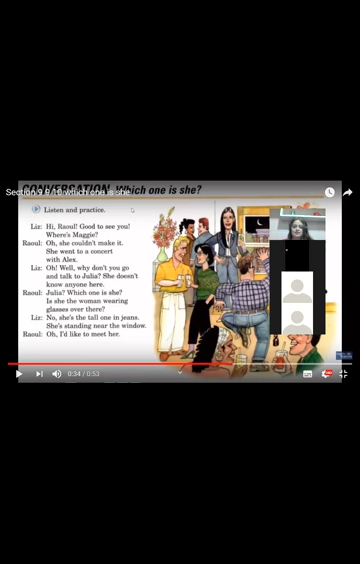 CONVERSATION Which one is she?
Section 9 9/10 which one is she
Listen and practice.
Liz: Hi, Raoul! Good to see you!
Where's Maggie?
Raoul: Oh, she couldn't make it.
She went to a concert
with Alex.
Liz: Oh! Well, why don't you go
and talk to Julia? She doesn't
know anyone here.
Raoul: Julia? Which one is she?
Is she the woman wearing
glasses over there?
Liz: No, she's the tall one in jeans.
She's standing near the window.
Raoul: Oh, I'd like to meet her.
0:34 / 0:53